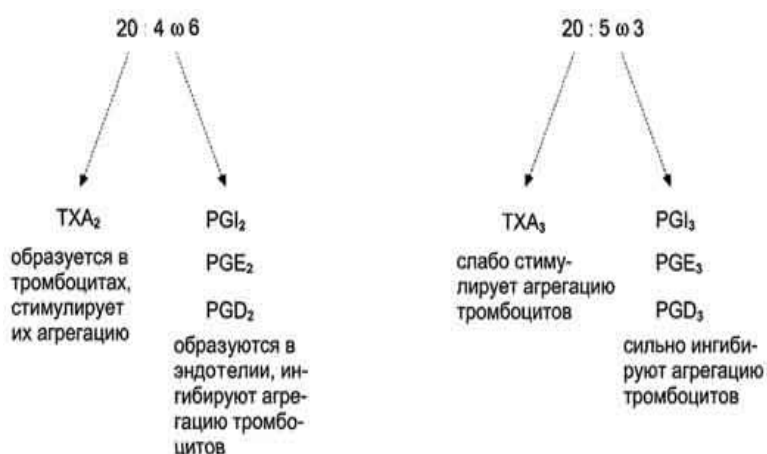 20 : 4 ω 6
20 : 5 ω 3
TXA₂
образуется в
тромбоцитах,
стимулирует
их агрегацию
PGI₂
PGE₂
PGD₂
образуются в
эндотелии, ин-
гибируют агре-
гацию тромбо-
цитов
TXA₃
слабо стиму-
лирует агрегацию
тромбоцитов
PGI₃
PGE₃
PGD₃
сильно ингиби-
руют агрегацию
тромбоцитов